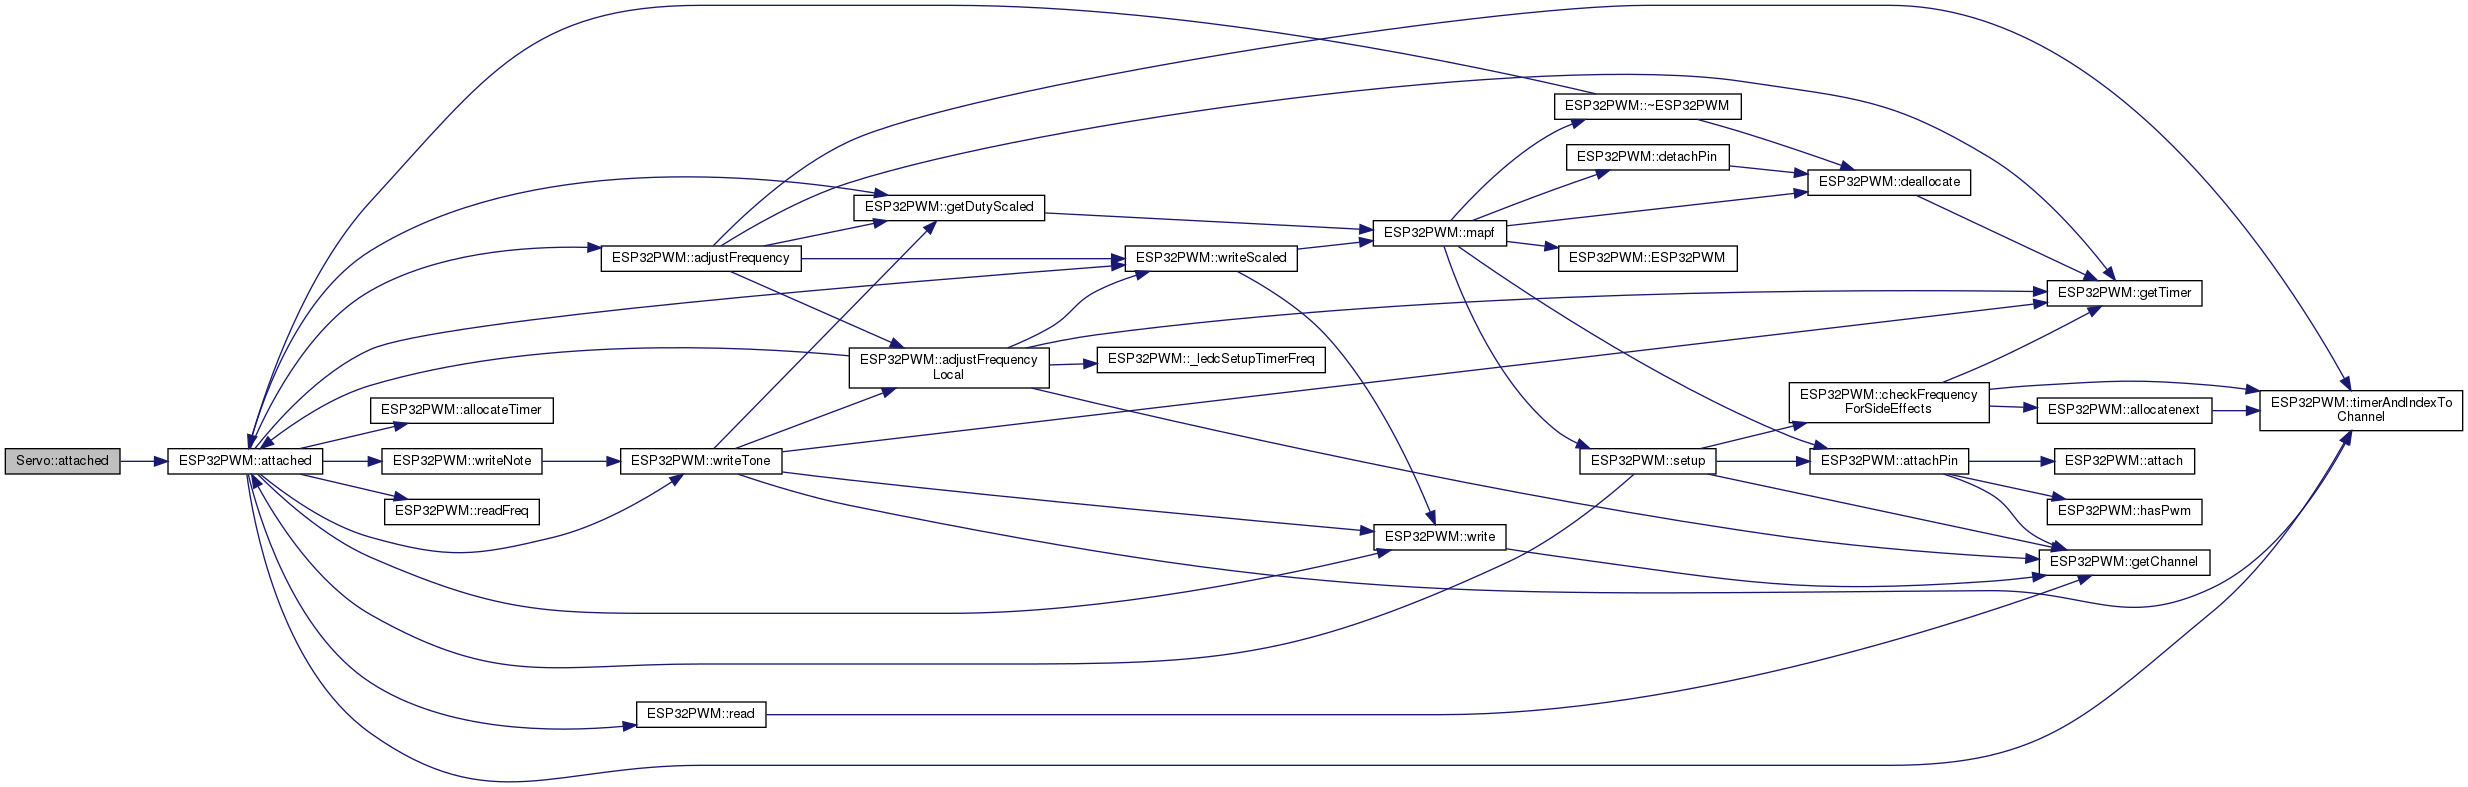 Servo::attached
ESP32PWM::attached
ESP32PWM::allocateTimer
ESP32PWM::writeNote
ESP32PWM::readFreq
ESP32PWM::adjustFrequency
ESP32PWM::writeTone
ESP32PWM::read
ESP32PWM::getDutyScaled
ESP32PWM::adjustFrequency
Local
ESP32PWM::writeScaled
ESP32PWM::_ledcSetupTimerFreq
ESP32PWM::mapf
ESP32PWM::write
ESP32PWM::~ESP32PWM
ESP32PWM::detachPin
ESP32PWM::ESP32PWM
ESP32PWM::setup
ESP32PWM::deallocate
ESP32PWM::checkFrequency
ForSideEffects
ESP32PWM::attachPin
ESP32PWM::getTimer
ESP32PWM::allocatenext
ESP32PWM::attach
ESP32PWM::hasPwm
ESP32PWM::getChannel
ESP32PWM::timerAndIndexTo
Channel